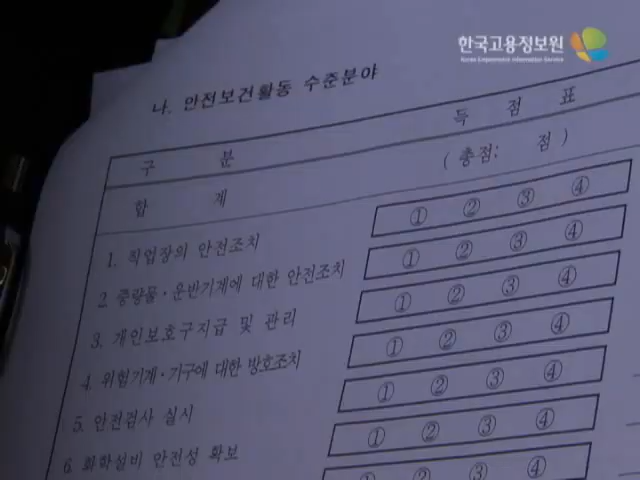 한국고용정보원
Korea Employment Information Service
나. 안전보건활동 수준분야
구 분
득 점 표
합 계
( 총점: 점 )
① ② ③ ④
1. 작업장의 안전조치
① ② ③ ④
2. 중량물·운반기계에 대한 안전조치
① ② ③ ④
3. 개인보호구지급 및 관리
① ② ③ ④
4. 위험기계·기구에 대한 방호조치
① ② ③ ④
5. 안전검사 실시
① ② ③ ④
6. 화학설비 안전성 확보
① ② ③ ④